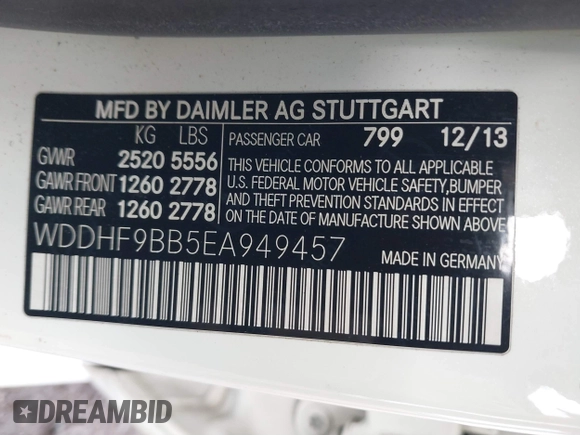 MFD BY DAIMLER AG STUTTGART
KG LBS PASSENGER CAR 799 12/13
GVWR 2520 5556
GAWR FRONT 1260 2778
GAWR REAR 1260 2778
THIS VEHICLE CONFORMS TO ALL APPLICABLE
U.S. FEDERAL MOTOR VEHICLE SAFETY, BUMPER
AND THEFT PREVENTION STANDARDS IN EFFECT
ON THE DATE OF MANUFACTURE SHOWN ABOVE.
WDDHF9BB5EA949457 MADE IN GERMANY
DREAMBID